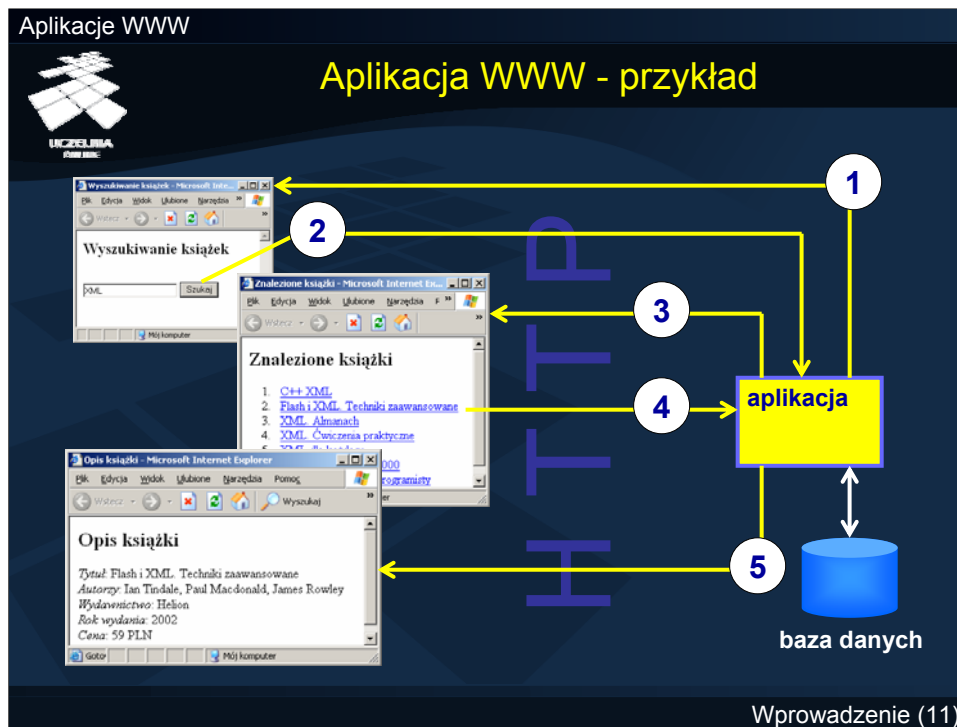 Aplikacje WWW
Aplikacja WWW - przykład
UCZELNIA
ONLINE
1
Wyszukiwanie książek - Microsoft Inte...
Plik Edycja Widok Ulubione Narzędzia »
Wstecz »
Wyszukiwanie książek
XML Szukaj
Mój komputer
2
HTTP
Znalezione książki - Microsoft Internet Ex...
Plik Edycja Widok Ulubione Narzędzia P »
Wstecz »
Znalezione książki
1. C++ XML
2. Flash i XML. Techniki zaawansowane
3. XML. Almanach
4. XML. Ćwiczenia praktyczne
000
rogramisty
er
3
4
aplikacja
Opis książki - Microsoft Internet Explorer
Plik Edycja Widok Ulubione Narzędzia Pomoc
Wstecz Wyszukaj »
Opis książki
Tytuł: Flash i XML. Techniki zaawansowane
Autorzy: Ian Tindale, Paul Macdonald, James Rowley
Wydawnictwo: Helion
Rok wydania: 2002
Cena: 59 PLN
Goto Mój komputer
5
baza danych
Wprowadzenie (11)